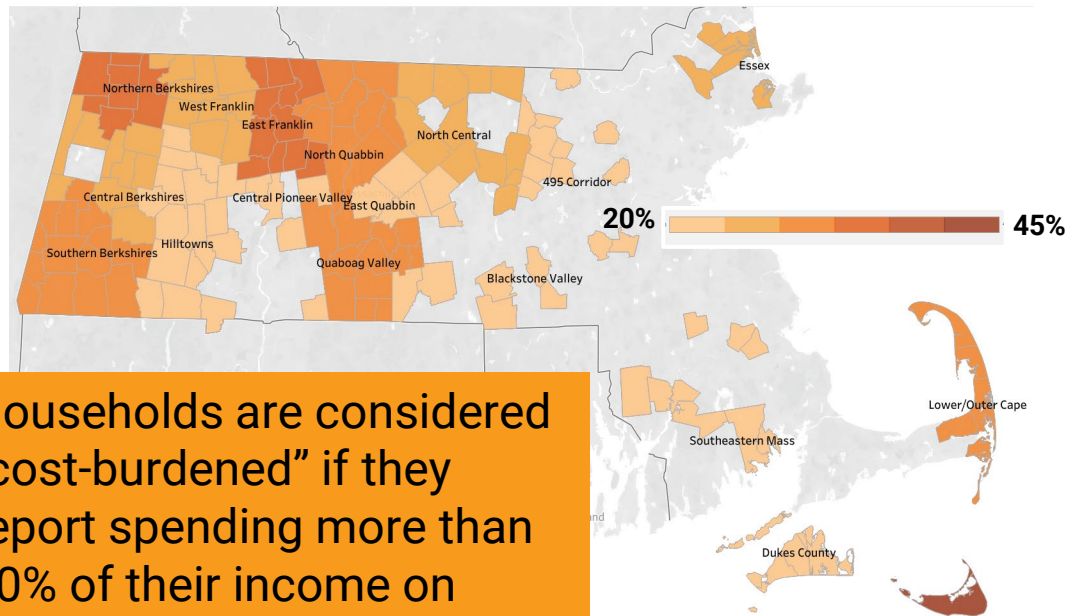 Essex
Northern Berkshires
West Franklin
East Franklin
North Central
North Quabbin
495 Corridor
Central Berkshires
Central Pioneer Valley
East Quabbin
20%
45%
Hilltowns
Southern Berkshires
Quaboag Valley
Blackstone Valley
ouseholds are considered
cost-burdened” if they
eport spending more than
0% of their income on
Lower/Outer Cape
Southeastern Mass
nd
Dukes County